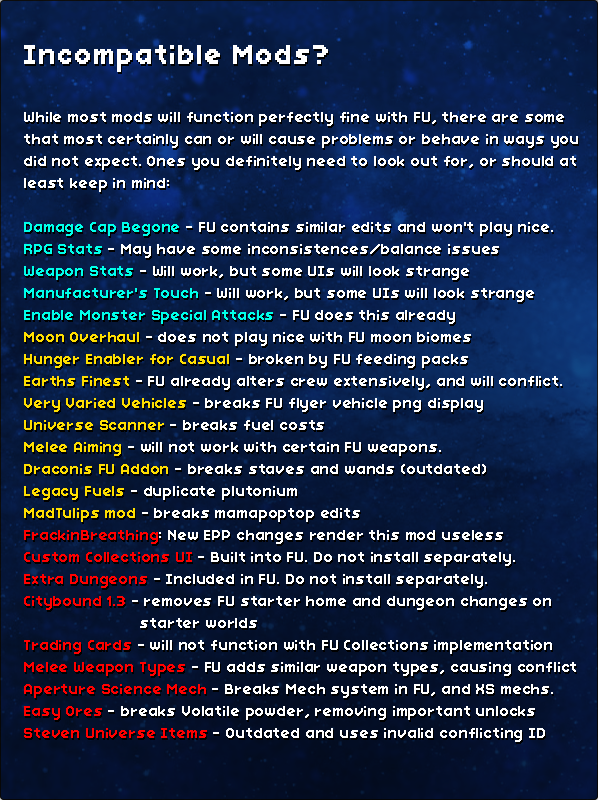 Incompatible Mods?
While most mods will function perfectly fine with FU, there are some
that most certainly can or will cause problems or behave in ways you
did not expect. Ones you definitely need to look out for, or should at
least keep in mind:
Damage Cap Begone - FU contains similar edits and won't play nice.
RPG Stats - May have some inconsistences/balance issues
Weapon Stats - Will work, but some UIs will look strange
Manufacturer's Touch - Will work, but some UIs will look strange
Enable Monster Special Attacks - FU does this already
Moon Overhaul - does not play nice with FU moon biomes
Hunger Enabler for Casual - broken by FU feeding packs
Earths Finest - FU already alters crew extensively, and will conflict.
Very Varied Vehicles - breaks FU flyer vehicle png display
Universe Scanner - breaks fuel costs
Melee Aiming - will not work with certain FU weapons.
Draconis FU Addon - breaks staves and wands (outdated)
Legacy Fuels - duplicate plutonium
MadTulips mod - breaks mamapoptop edits
FrackinBreathing: New EPP changes render this mod useless
Custom Collections UI - Built into FU. Do not install separately.
Extra Dungeons - Included in FU. Do not install separately.
Citybound 1.3 - removes FU starter home and dungeon changes on
starter worlds
Trading Cards - will not function with FU Collections implementation
Melee Weapon Types - FU adds similar weapon types, causing conflict
Aperture Science Mech - Breaks Mech system in FU, and XS mechs.
Easy Ores - breaks Volatile powder, removing important unlocks
Steven Universe Items - Outdated and uses invalid conflicting ID